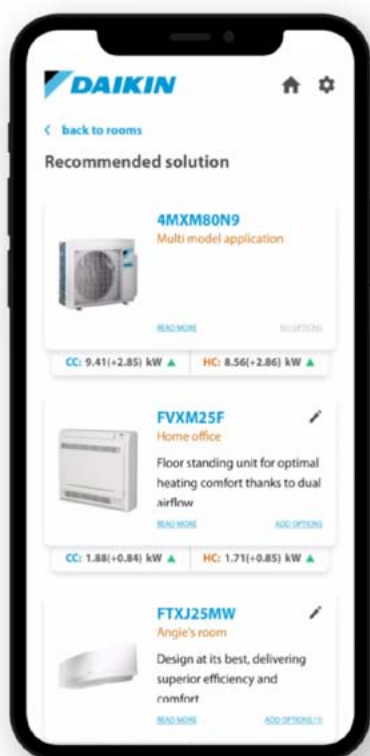 DAIKIN
back to rooms
Recommended solution
4MXM80N9
Multi model application
READ MORE
NO OPTIONS
CC: 9.41(+2.85) kW ▲ HC: 8.56(+2.86) kW ▲
FVXM25F
Home office
Floor standing unit for optimal
heating comfort thanks to dual
airflow
READ MORE
ADD OPTIONS
CC: 1.88(+0.84) kW ▲ HC: 1.71(+0.85) kW ▲
FTXJ25MW
Angie's room
Design at its best, delivering
superior efficiency and
comfort
READ MORE
ADD OPTIONS (1)